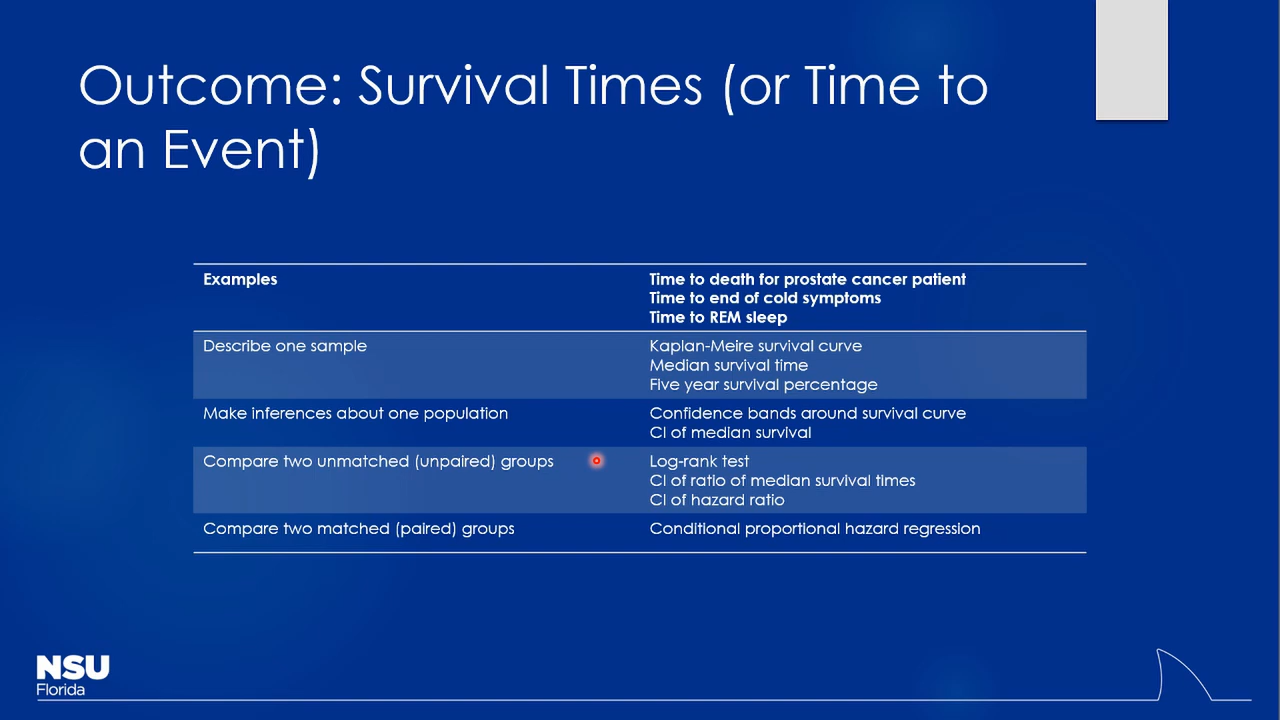 Outcome: Survival Times (or Time to
an Event)
Examples
Time to death for prostate cancer patient
Time to end of cold symptoms
Time to REM sleep
Describe one sample
Kaplan-Meire survival curve
Median survival time
Five year survival percentage
Make inferences about one population
Confidence bands around survival curve
CI of median survival
Compare two unmatched (unpaired) groups
Log-rank test
CI of ratio of median survival times
CI of hazard ratio
Compare two matched (paired) groups
Conditional proportional hazard regression
NSU
Florida